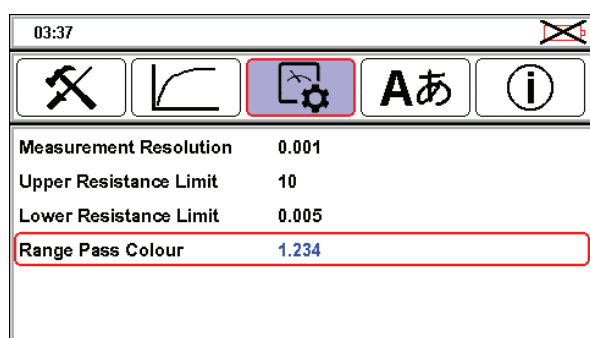 03:37
Aあ
Measurement Resolution 0.001
Upper Resistance Limit 10
Lower Resistance Limit 0.005
Range Pass Colour 1.234